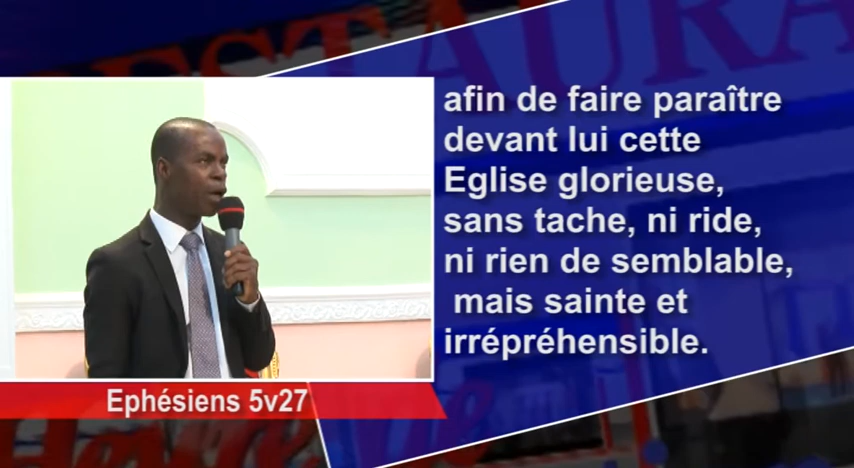 RESTAURA
afin de faire paraître
devant lui cette
Eglise glorieuse,
sans tache, ni ride,
ni rien de semblable,
mais sainte et
irrépréhensible.
Ephésiens 5v27